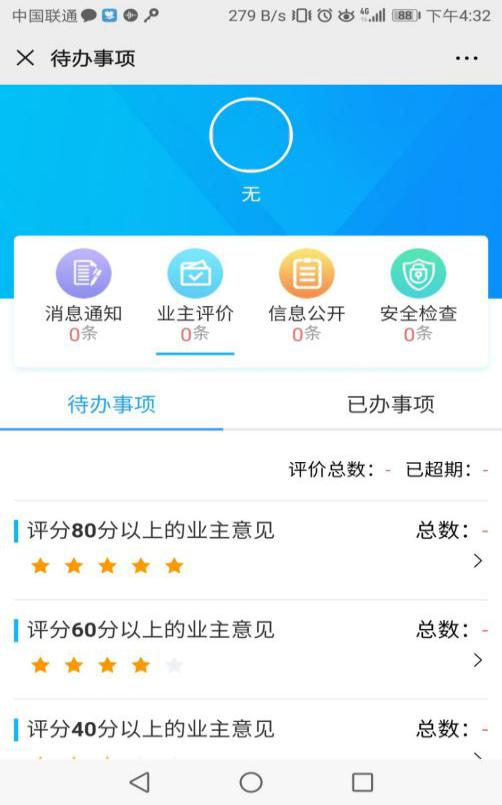 中国联通 279 B/s 4G 88 下午4:32
待办事项
无
消息通知 业主评价 信息公开 安全检查
0条 0条 0条 0条
待办事项 已办事项
评价总数：- 已超期：-
评分80分以上的业主意见 总数：-
评分60分以上的业主意见 总数：-
评分40分以上的业主意见 总数：-